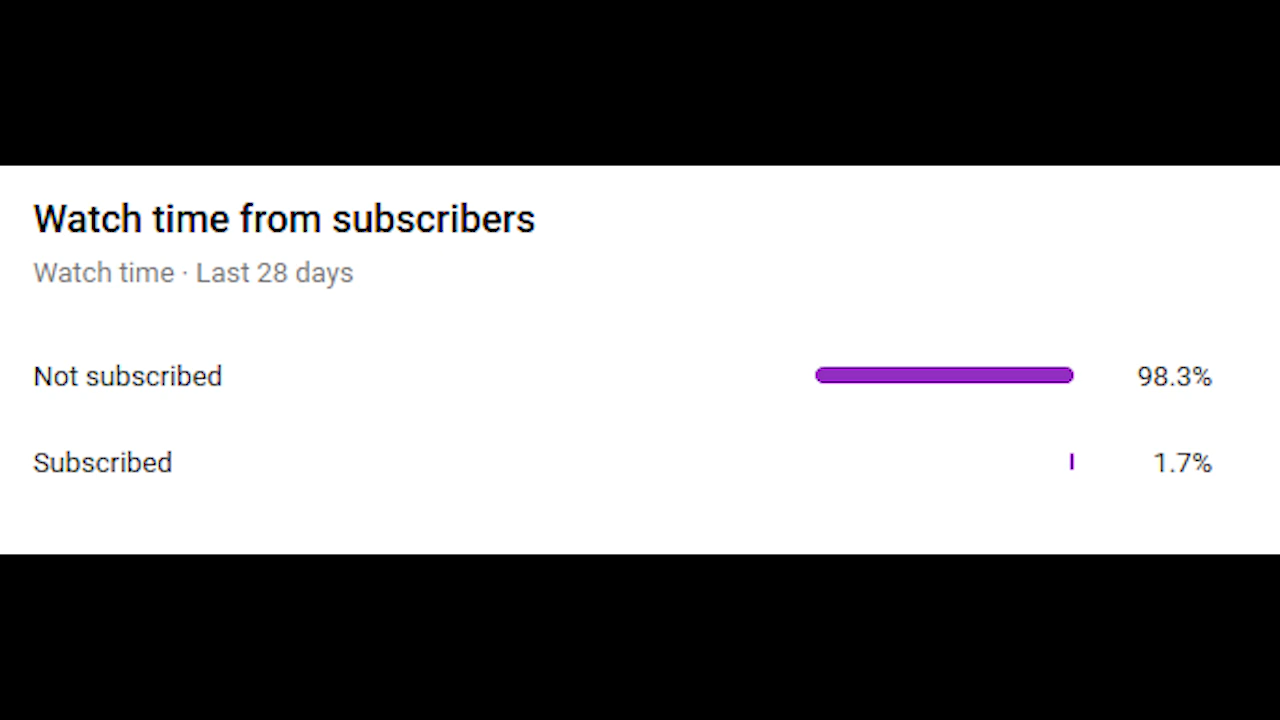 Watch time from subscribers
Watch time · Last 28 days
Not subscribed 98.3%
Subscribed 1.7%